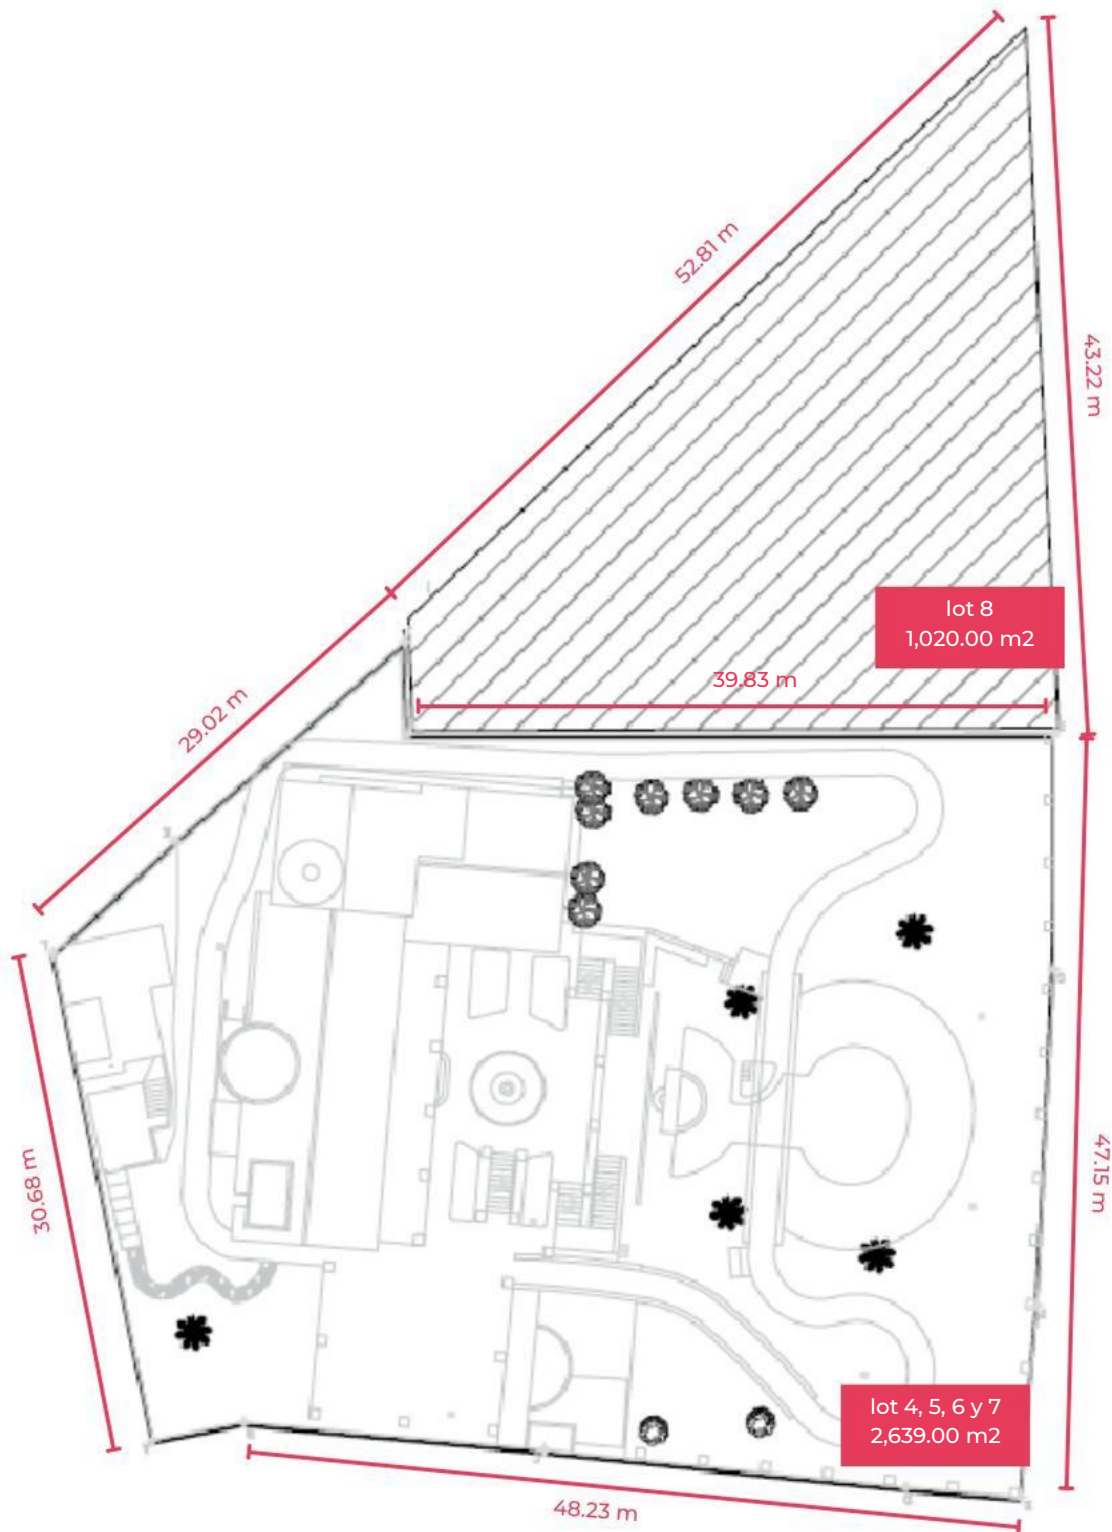 52.81 m
43.22 m
lot 8
1,020.00 m2
39.83 m
29.02 m
30.68 m
47.15 m
lot 4, 5, 6 y 7
2,639.00 m2
48.23 m